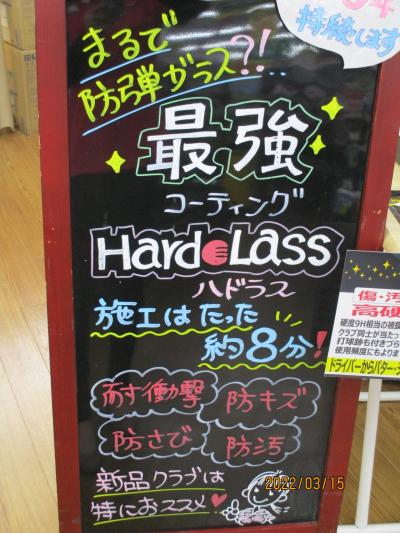 持続します
まるで
防弾ガラス?!...
最強
コーティング
HardoLass
ハドラス
施工はたった
約8分!
耐す働撃
防キズ
防さび
防汚
新品クラブは
特におススメ
傷・汚
高硬
硬度9H相当の被膜
クラブ同士が当たっ
打球跡も付きづら
使用頻度にもより
ドライバーからパター・
2022/03/15